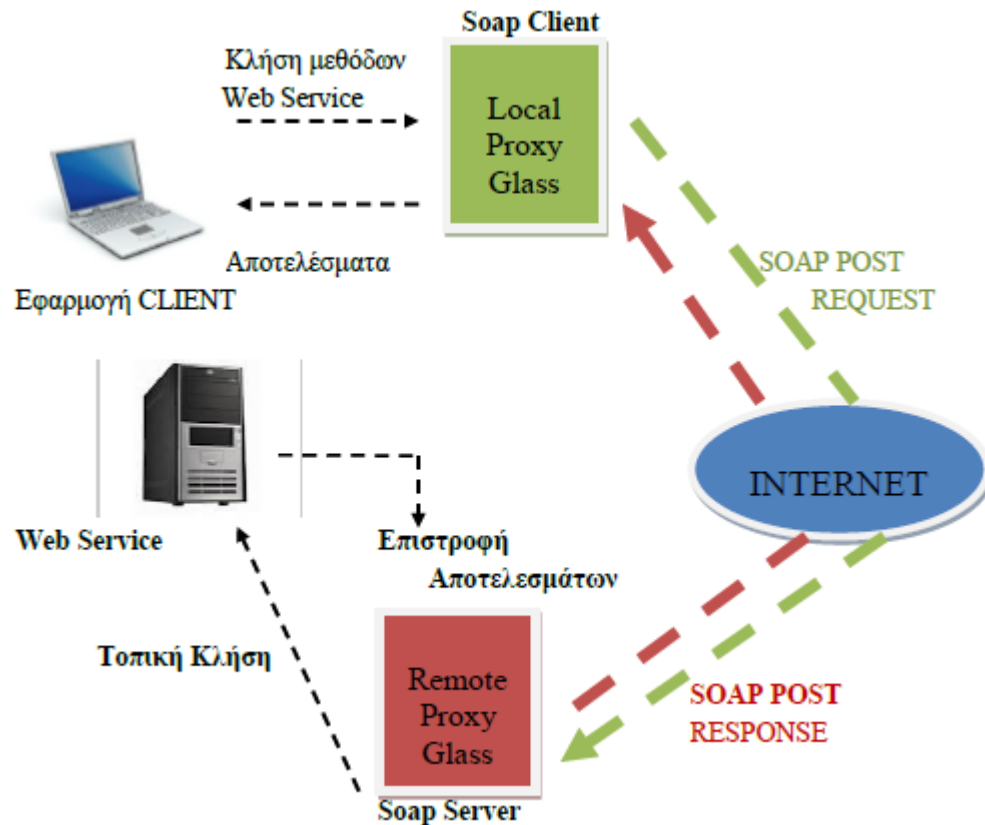 Soap Client
Κλήση μεθόδων
Web Service
Local
Proxy
Glass
Αποτελέσματα
Εφαρμογή CLIENT
SOAP POST
REQUEST
INTERNET
Web Service
Επιστροφή
Αποτελεσμάτων
Τοπική Κλήση
Remote
Proxy
Glass
SOAP POST
RESPONSE
Soap Server